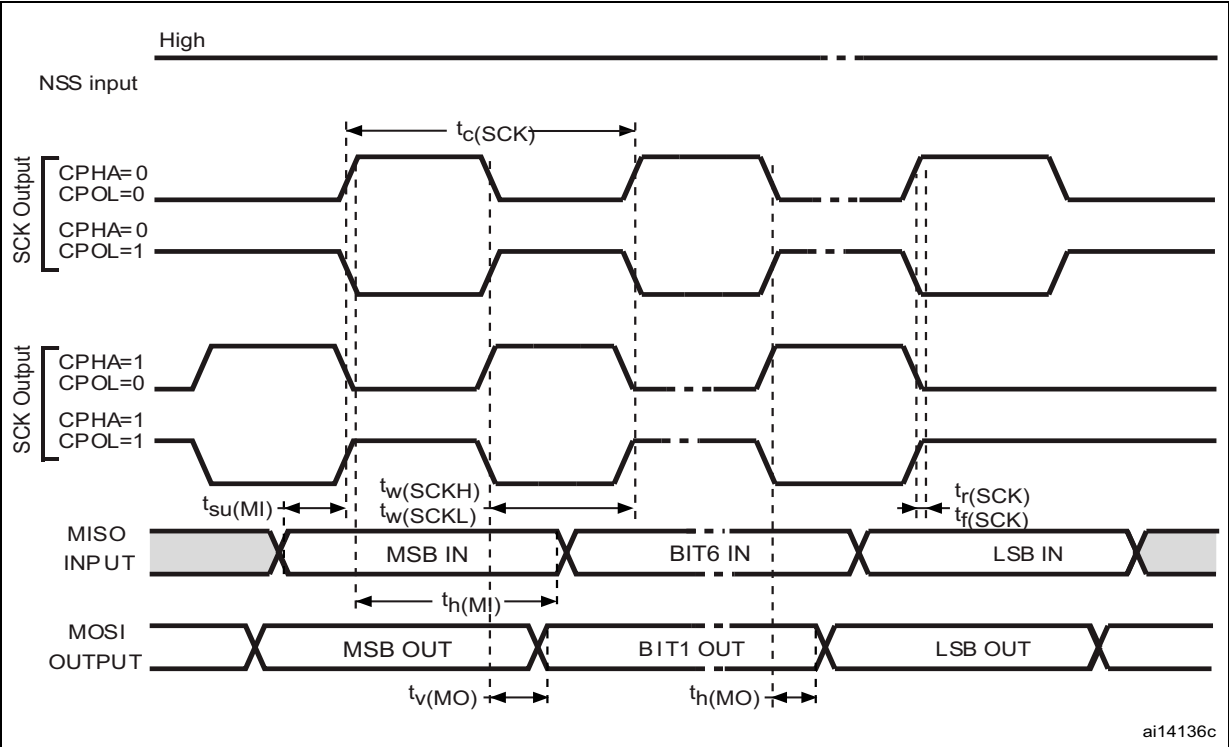 High
NSS input
tc(SCK)
SCK Output
CPHA=0
CPOL=0
CPHA=0
CPOL=1
SCK Output
CPHA=1
CPOL=0
CPHA=1
CPOL=1
tsu(MI)
tw(SCKH)
tw(SCKL)
tr(SCK)
tf(SCK)
MISO
INPUT
MSB IN
BIT6 IN
LSB IN
th(MI)
MOSI
OUTPUT
MSB OUT
BIT1 OUT
LSB OUT
tv(MO)
th(MO)
ai14136c